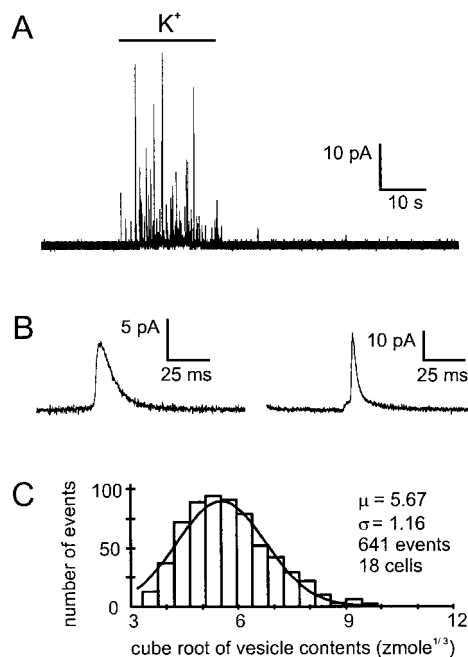 A
K⁺
10 pA
10 s
B
5 pA
25 ms
10 pA
25 ms
C
number of events
100
50
0
μ = 5.67
σ = 1.16
641 events
18 cells
3 6 9 12
cube root of vesicle contents (zmole¹/³)